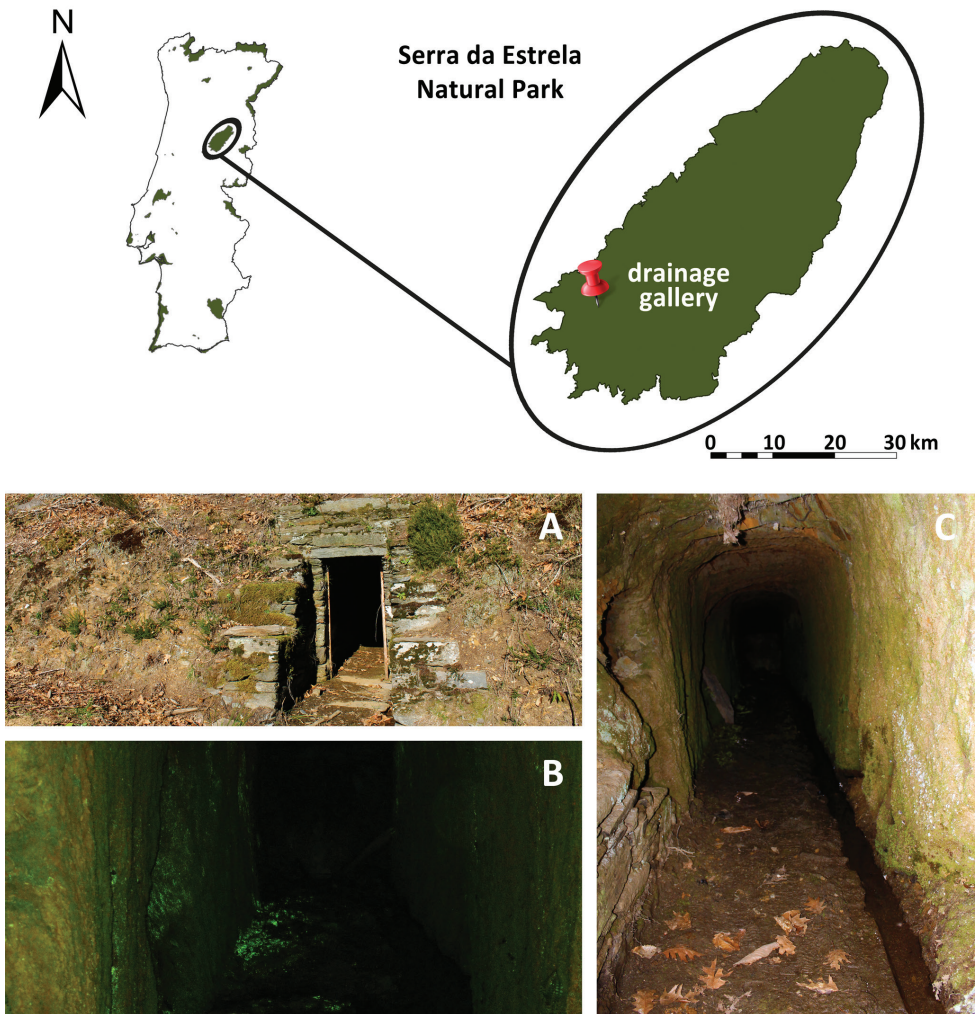 N
Serra da Estrela
Natural Park
drainage
gallery
0 10 20 30 km
A
B
C